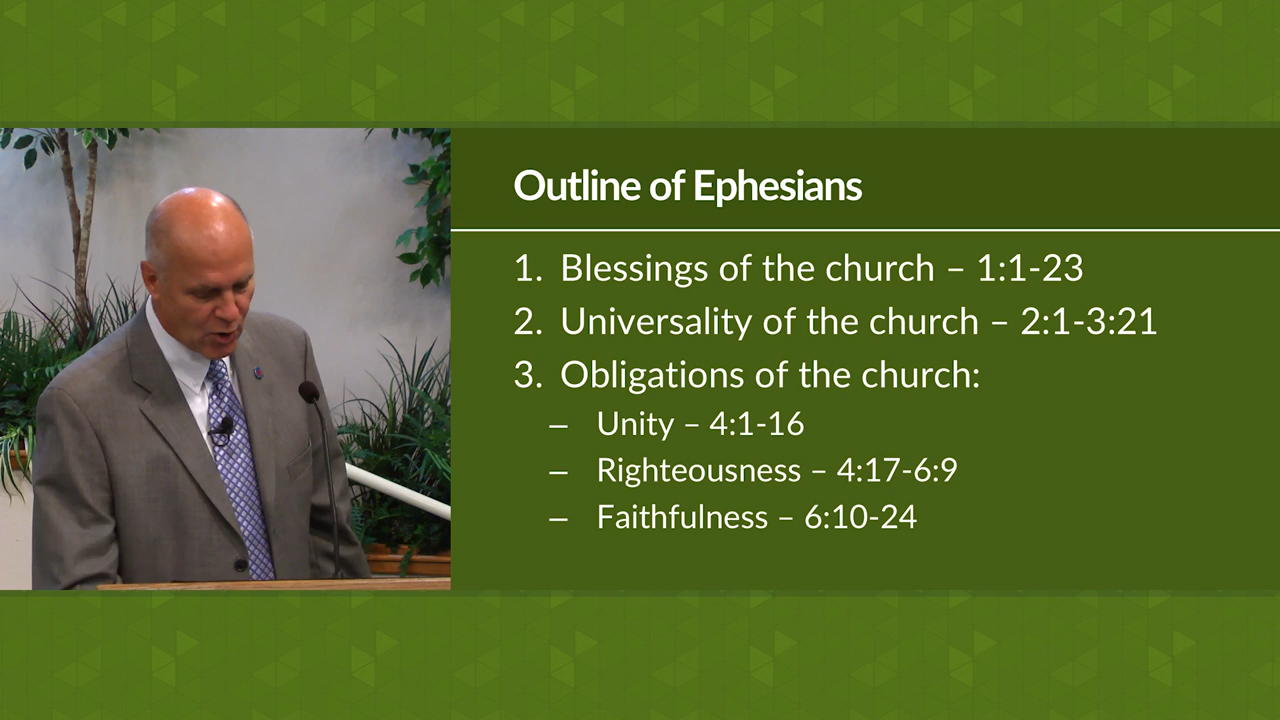 Outline of Ephesians
1. Blessings of the church – 1:1-23
2. Universality of the church – 2:1-3:21
3. Obligations of the church:
– Unity – 4:1-16
– Righteousness – 4:17-6:9
– Faithfulness – 6:10-24